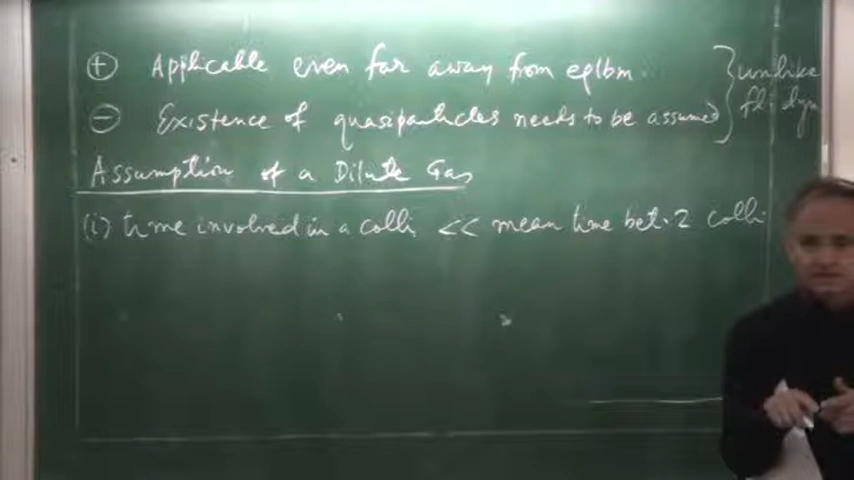 ⊕ Applicable even far away from eqlbm.
⊖ Existence of quasiparticles needs to be assumed
} unlike
fl. dyn
Assumption of a Dilute Gas
(i) time involved in a colli. << mean time bet. 2 colli.